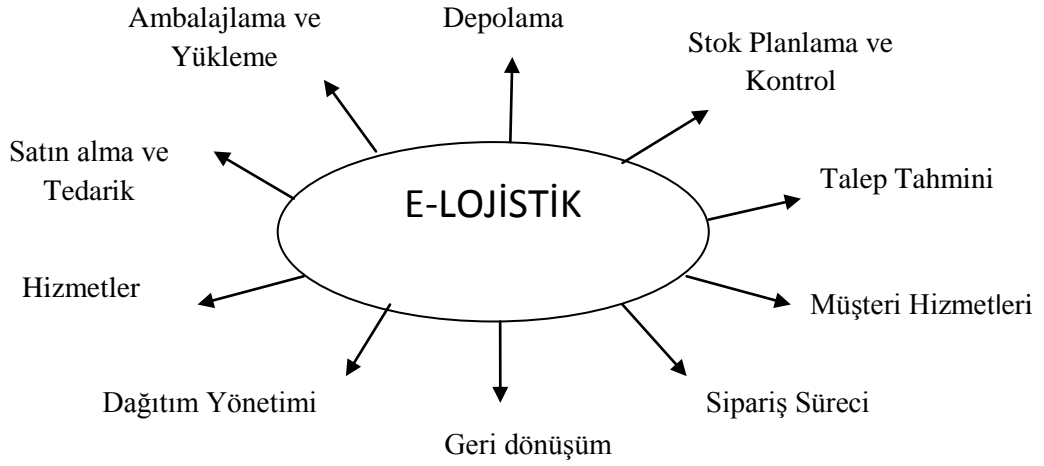 Ambalajlama ve
Yükleme
Depolama
Stok Planlama ve
Kontrol
Satın alma ve
Tedarik
E-LOJİSTİK
Talep Tahmini
Hizmetler
Müşteri Hizmetleri
Dağıtım Yönetimi
Sipariş Süreci
Geri dönüşüm